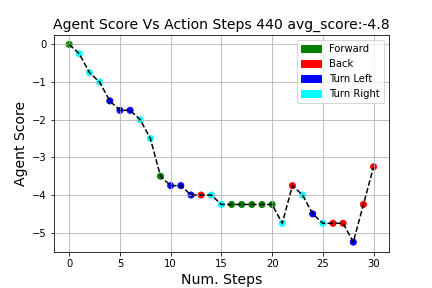 Agent Score Vs Action Steps 440 avg_score:-4.8
Forward
Back
Turn Left
Turn Right
Agent Score
0
−1
−2
−3
−4
−5
0 5 10 15 20 25 30
Num. Steps